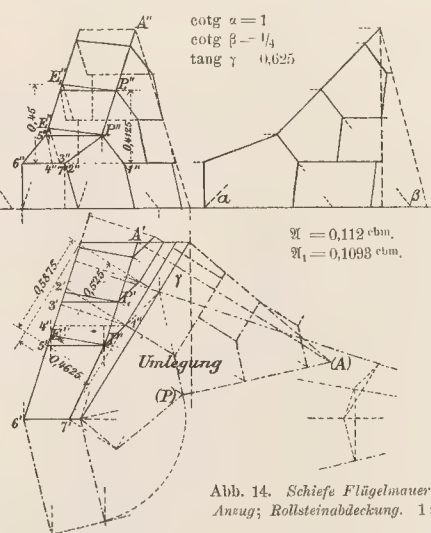 A''
cotg α = 1
cotg β = 1/4
tang γ 0,625
E''
P''
0,45
0,4125
E''
P''
6''
4''
2''
1''
α
β
A'
γ
𝔄 = 0,112 cbm.
𝔄₁ = 0,1093 cbm.
0,5875
0,525
2'
3'
P'
1'
4'
E'
P'
5'
0,4625
Umlegung
(A)
(P)
6'
7'
Abb. 14. Schiefe Flügelmauer
Anzug; Rollsteinabdeckung. 1 :